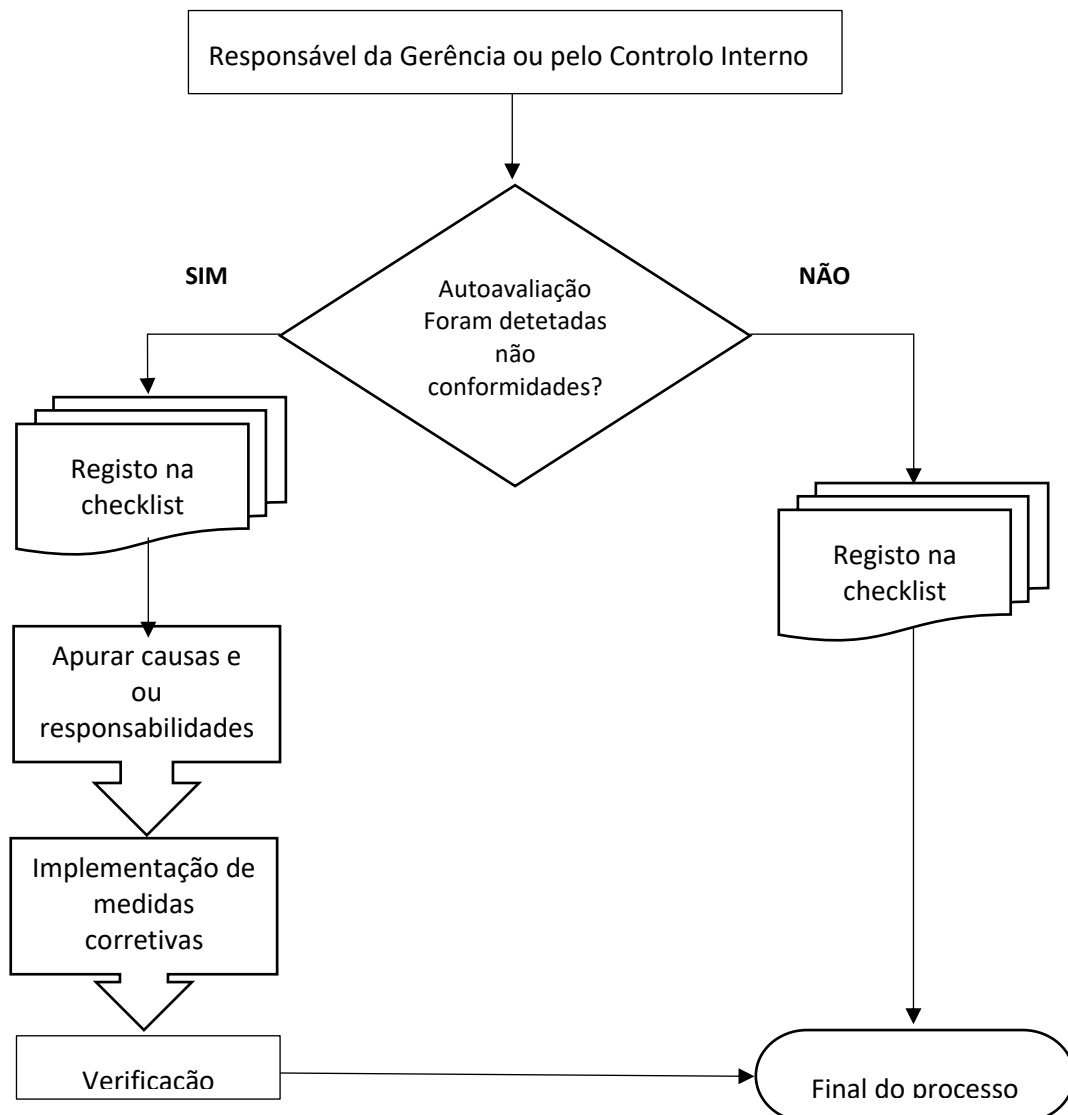 Responsável da Gerência ou pelo Controlo Interno
SIM
NÃO
Autoavaliação
Foram detetadas
não
conformidades?
Registo na
checklist
Registo na
checklist
Apurar causas e
ou
responsabilidades
Implementação de
medidas
corretivas
Verificação
Final do processo